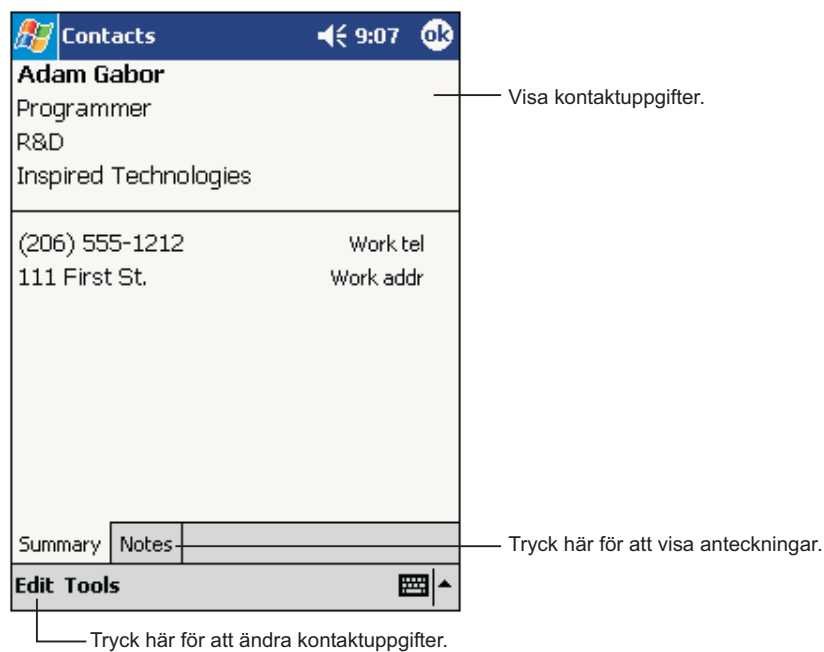 Contacts 9:07 ok
Adam Gabor
Programmer
R&D
Inspired Technologies
Visa kontaktuppgifter.
(206) 555-1212 Work tel
111 First St. Work addr
Summary Notes
Tryck här för att visa anteckningar.
Edit Tools
Tryck här för att ändra kontaktuppgifter.